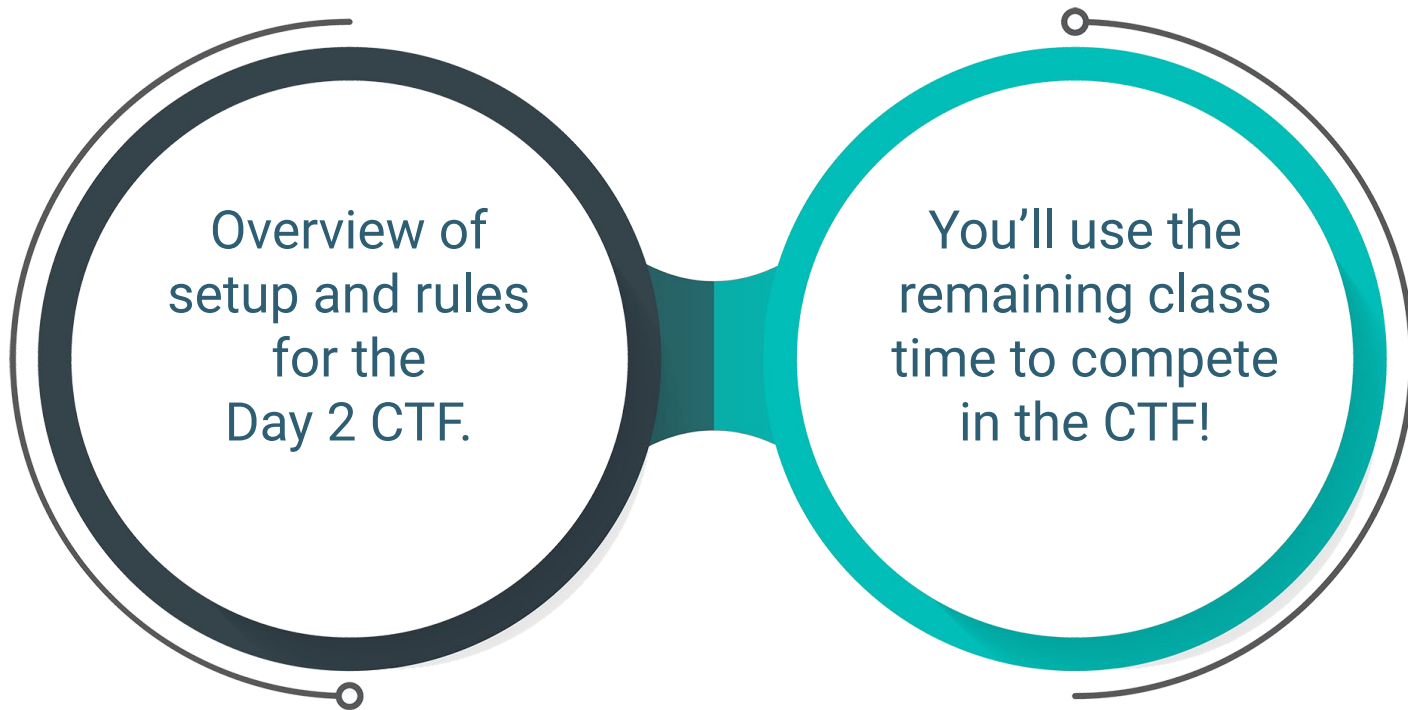 Overview of
setup and rules
for the
Day 2 CTF.
You’ll use the
remaining class
time to compete
in the CTF!